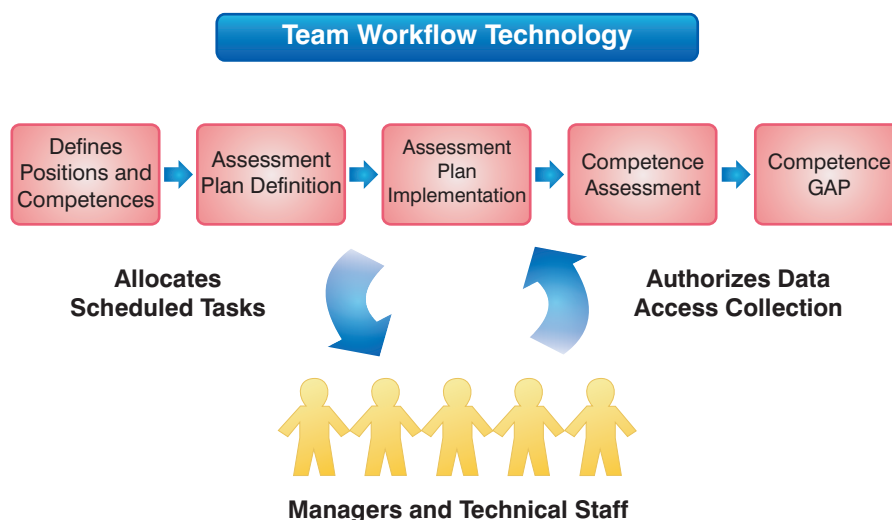 Team Workflow Technology
Defines
Positions and
Competences
Assessment
Plan Definition
Assessment
Plan
Implementation
Competence
Assessment
Competence
GAP
Allocates
Scheduled Tasks
Authorizes Data
Access Collection
Managers and Technical Staff